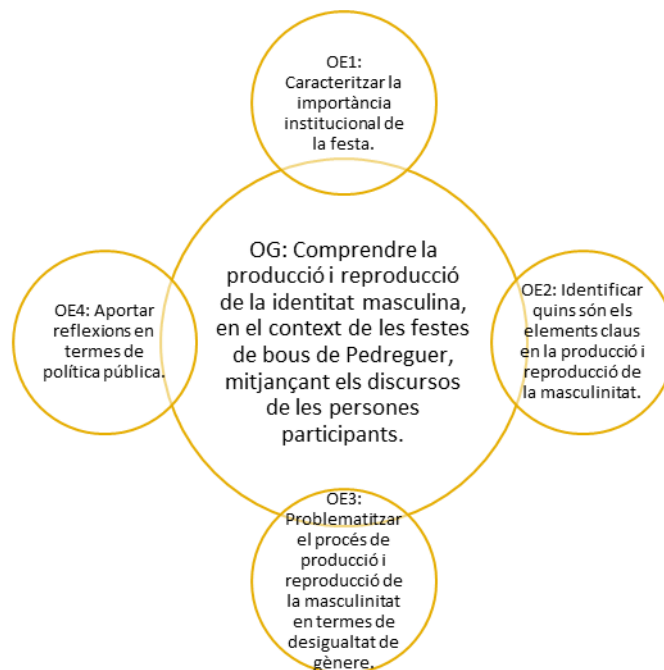 OE1:
Caracteritzar la
importància
institucional de
la festa.
OG: Comprendre la
producció i reproducció
de la identitat masculina,
en el context de les festes
de bous de Pedreguer,
mitjançant els discursos
de les persones
participants.
OE2: Identificar
quins són els
elements claus
en la producció i
reproducció de
la masculinitat.
OE3:
Problematitzar
el procés de
producció i
reproducció de
la masculinitat
en termes de
desigualtat de
gènere.
OE4: Aportar
reflexions en
termes de
política pública.